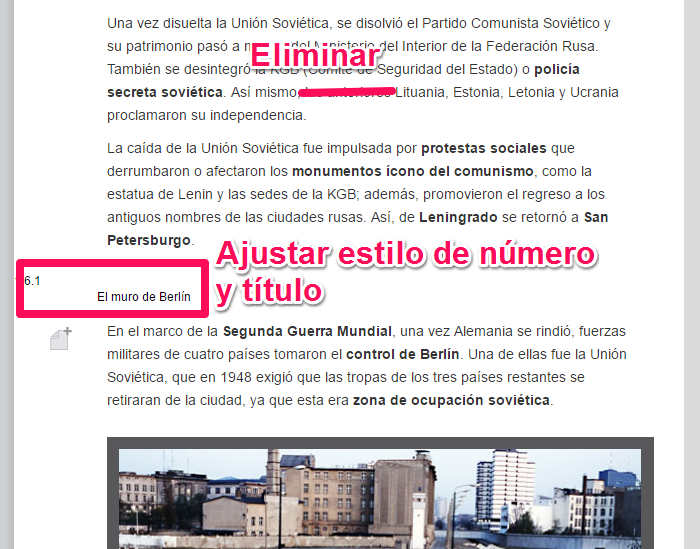 Una vez disuelta la Unión Soviética, se disolvió el Partido Comunista Soviético y
su patrimonio pasó a del Ministerio del Interior de la Federación Rusa.
Eliminar
También se desintegró la KGB (Comité de Seguridad del Estado) o policía
secreta soviética. Así mismo, las anteriores Lituania, Estonia, Letonia y Ucrania
proclamaron su independencia.
La caída de la Unión Soviética fue impulsada por protestas sociales que
derrumbaron o afectaron los monumentos ícono del comunismo, como la
estatua de Lenin y las sedes de la KGB; además, promovieron el regreso a los
antiguos nombres de las ciudades rusas. Así, de Leningrado se retornó a San
Petersburgo.
Ajustar estilo de número
y título
6.1
El muro de Berlín
En el marco de la Segunda Guerra Mundial, una vez Alemania se rindió, fuerzas
militares de cuatro países tomaron el control de Berlín. Una de ellas fue la Unión
Soviética, que en 1948 exigió que las tropas de los tres países restantes se
retiraran de la ciudad, ya que esta era zona de ocupación soviética.